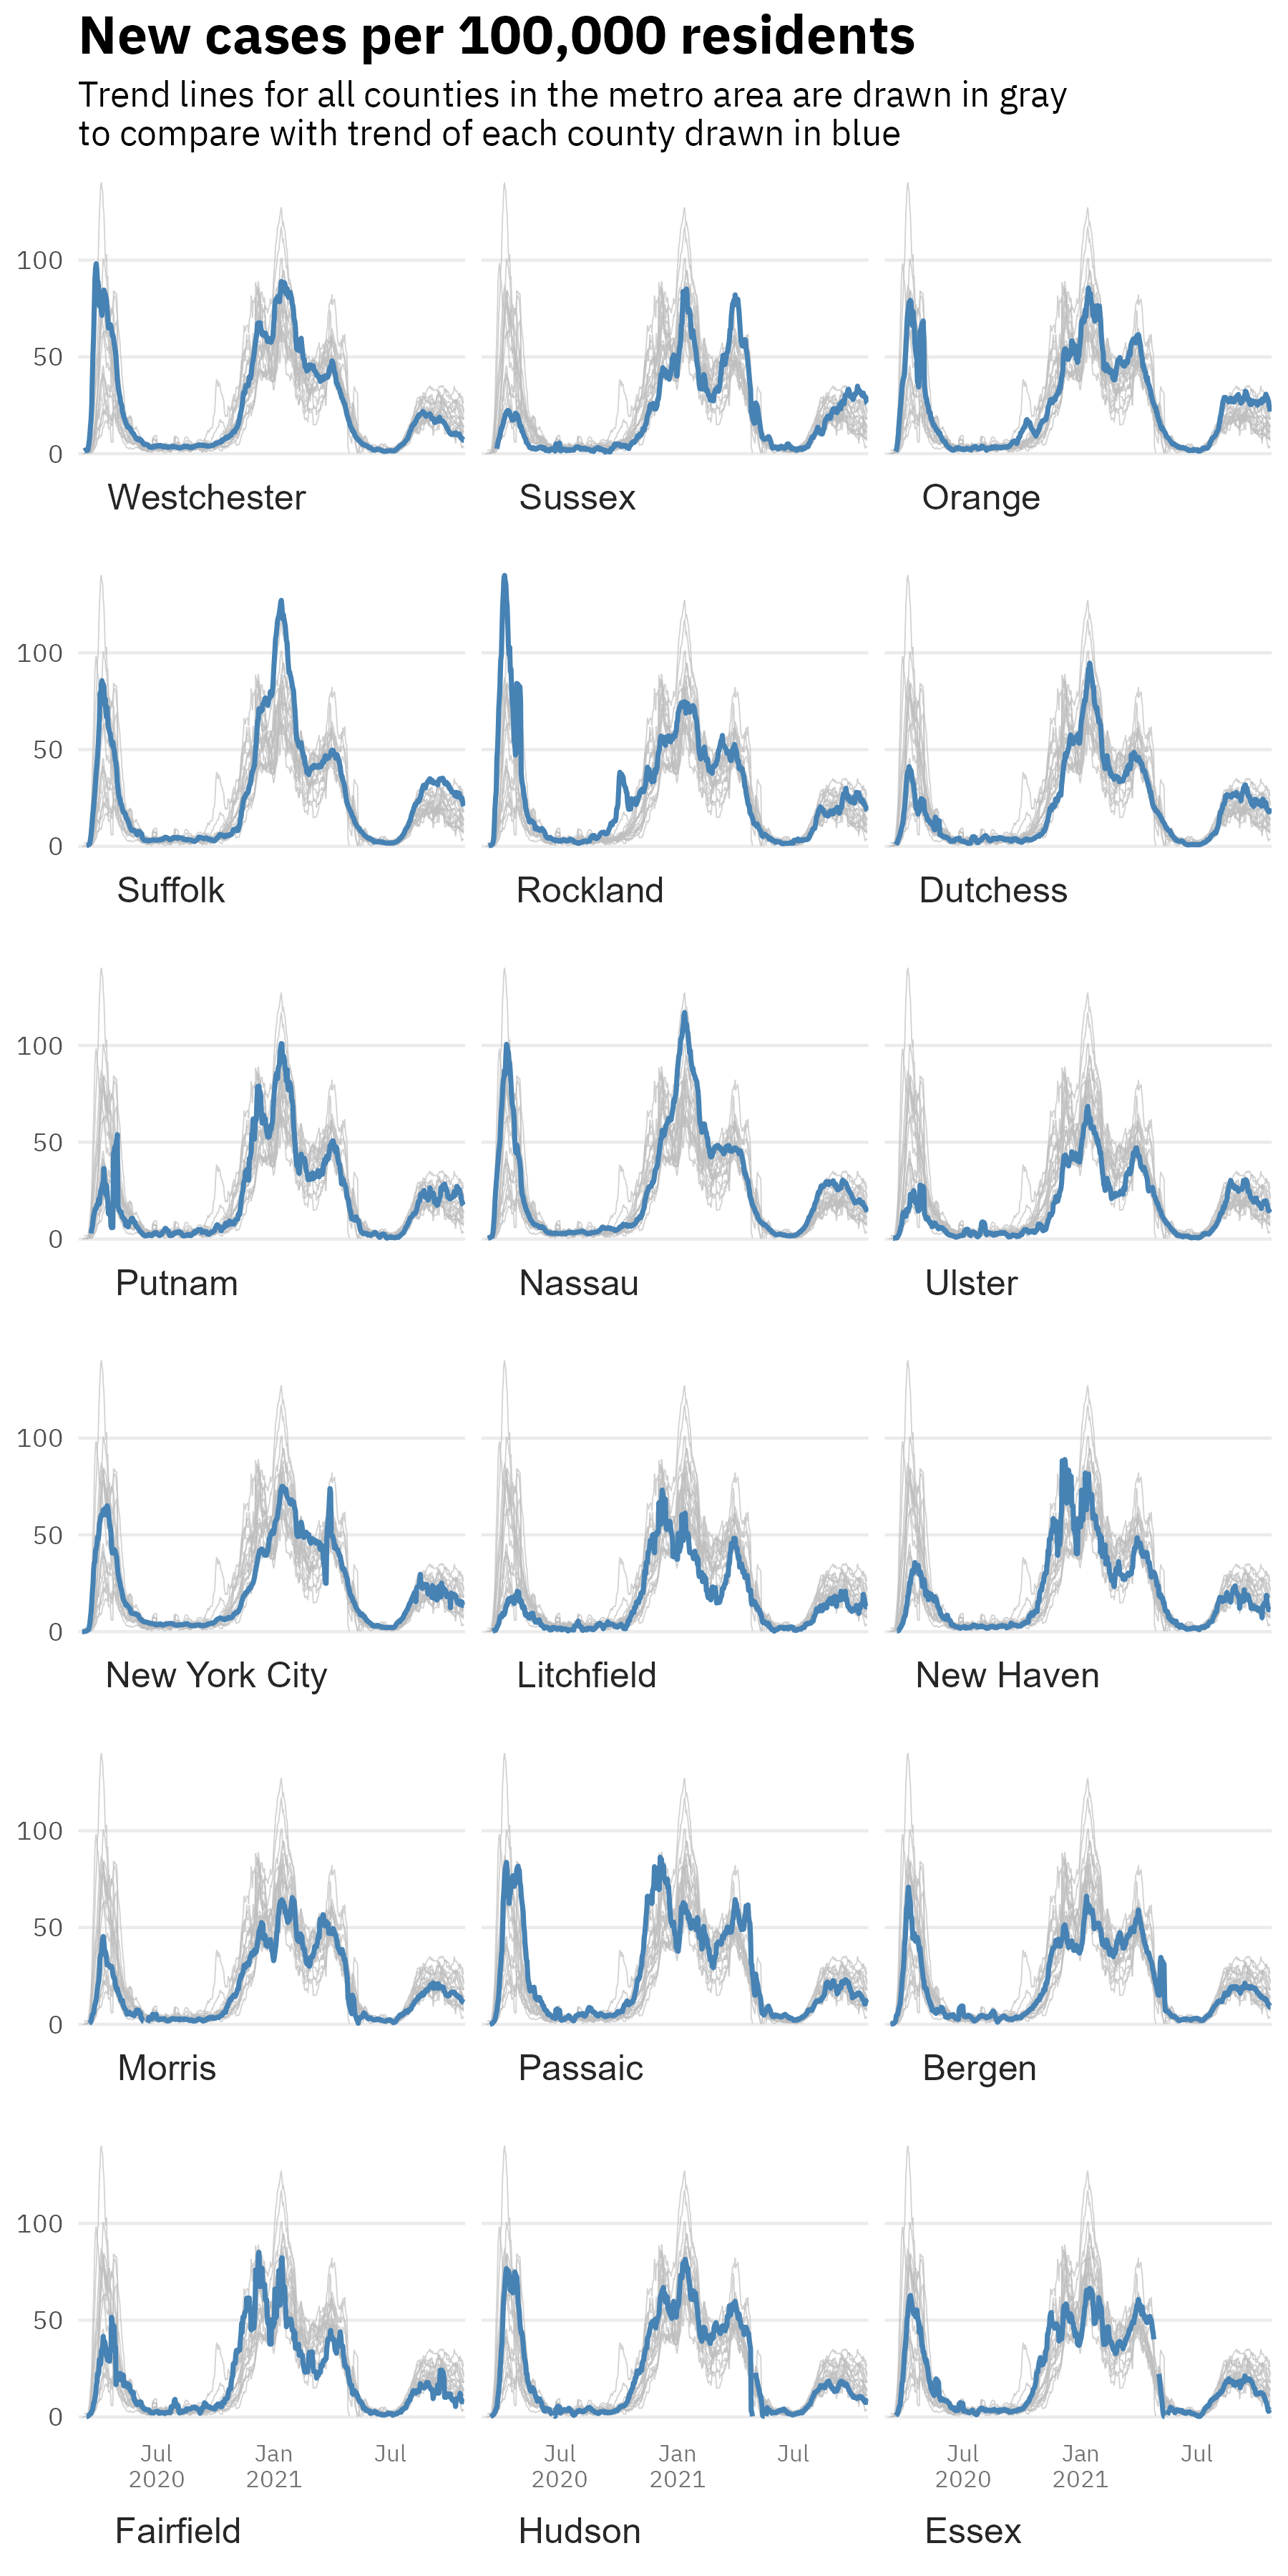 New cases per 100,000 residents
Trend lines for all counties in the metro area are drawn in gray
to compare with trend of each county drawn in blue
100
50
0
Westchester Sussex Orange
100
50
0
Suffolk Rockland Dutchess
100
50
0
Putnam Nassau Ulster
100
50
0
New York City Litchfield New Haven
100
50
0
Morris Passaic Bergen
100
50
0
Jul Jan Jul Jul Jan Jul Jul Jan Jul
2020 2021 2020 2021 2020 2021
Fairfield Hudson Essex